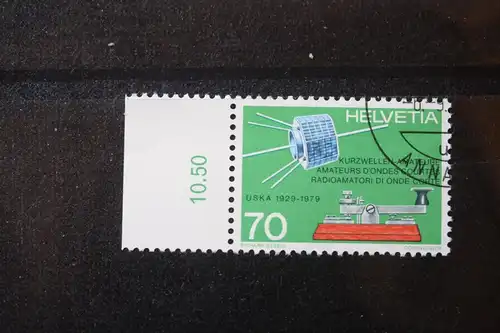 10.50
HELVETIA
KURZWELLEN-AMATEURE
AMATEURS D'ONDES COURTES
RADIOAMATORI DI ONDE CORTE
USKA 1929-1979
70